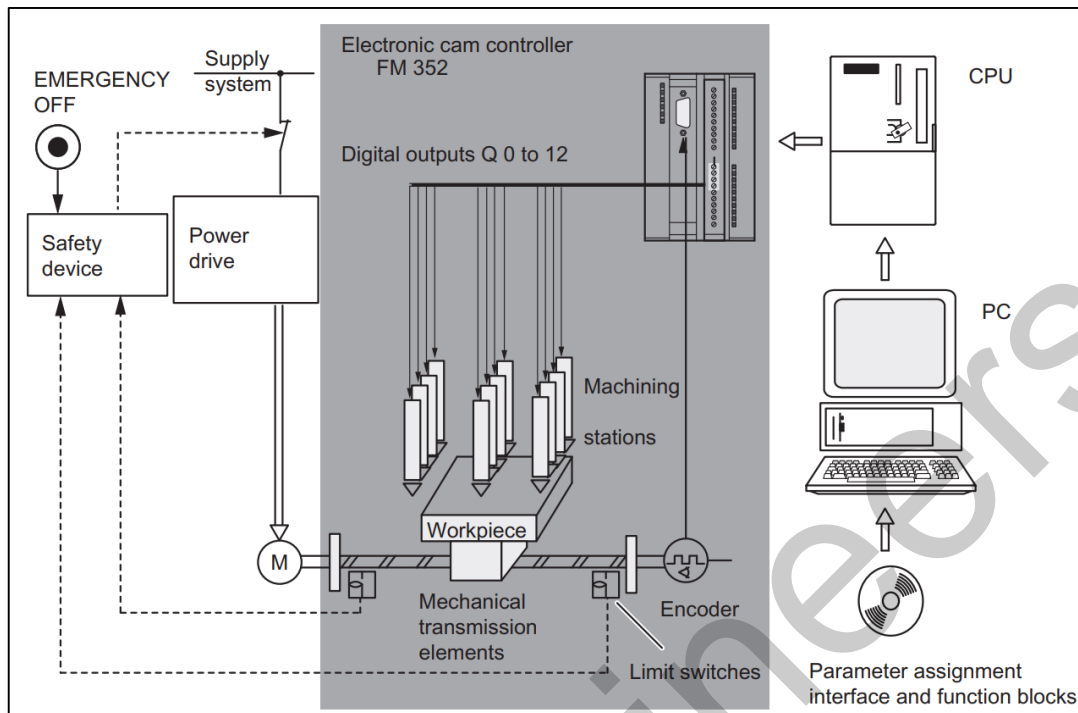 Electronic cam controller
FM 352
Supply
system
EMERGENCY
OFF
CPU
Digital outputs Q 0 to 12
Safety
device
Power
drive
PC
Machining
stations
Workpiece
M
Mechanical
transmission
elements
Encoder
Limit switches
Parameter assignment
interface and function blocks
ineers